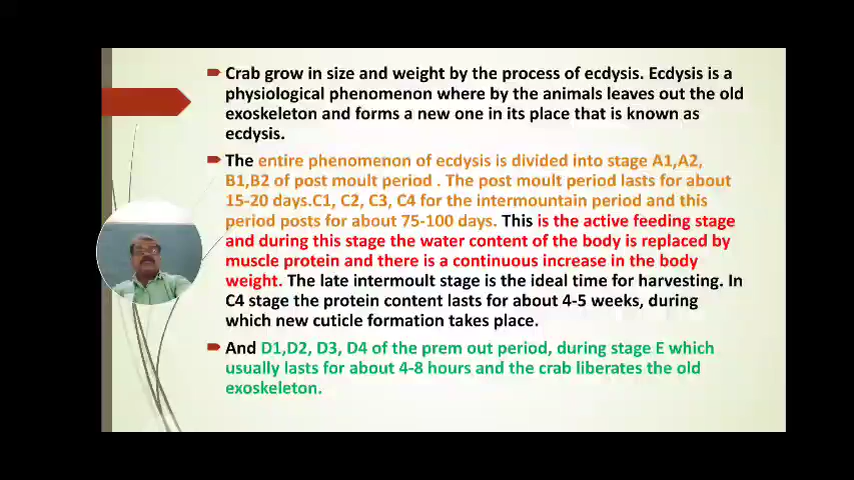 Crab grow in size and weight by the process of ecdysis. Ecdysis is a
physiological phenomenon where by the animals leaves out the old
exoskeleton and forms a new one in its place that is known as
ecdysis.
The entire phenomenon of ecdysis is divided into stage A1,A2,
B1,B2 of post moult period . The post moult period lasts for about
15-20 days.C1, C2, C3, C4 for the intermountain period and this
period posts for about 75-100 days. This is the active feeding stage
and during this stage the water content of the body is replaced by
muscle protein and there is a continuous increase in the body
weight. The late intermoult stage is the ideal time for harvesting. In
C4 stage the protein content lasts for about 4-5 weeks, during
which new cuticle formation takes place.
And D1,D2, D3, D4 of the prem out period, during stage E which
usually lasts for about 4-8 hours and the crab liberates the old
exoskeleton.